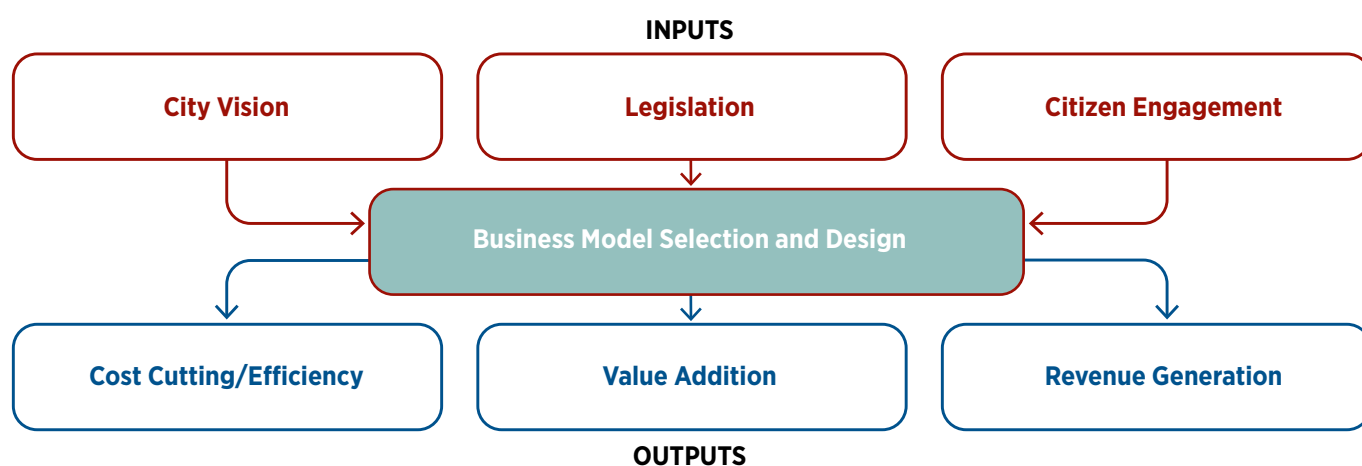 INPUTS
City Vision
Legislation
Citizen Engagement
Business Model Selection and Design
Cost Cutting/Efficiency
Value Addition
Revenue Generation
OUTPUTS